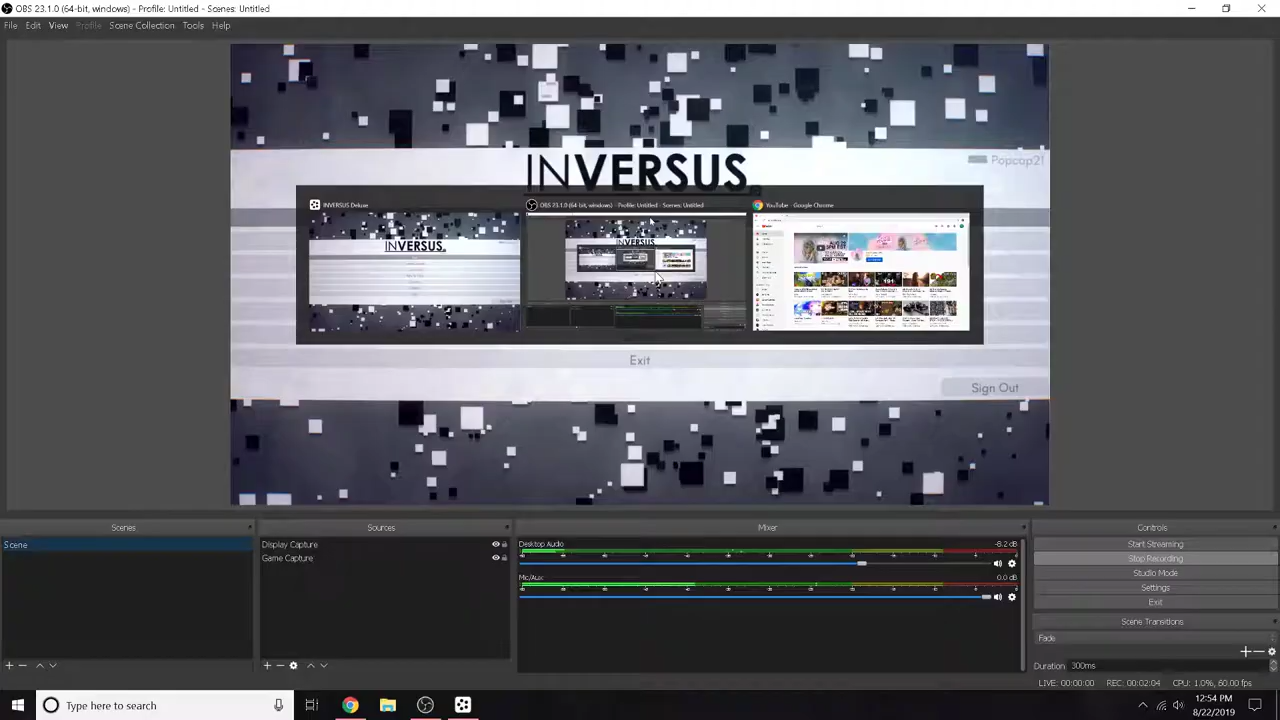 OBS 23.1.0 (64-bit, windows) - Profile: Untitled - Scenes: Untitled
File Edit View Profile Scene Collection Tools Help
INVERSUS
Popcap21
INVERSUS Deluxe
OBS 23.1.0 (64-bit, windows) - Profile: Untitled - Scenes: Untitled
YouTube - Google Chrome
INVERSUS
Exit
Sign Out
Scenes
Sources
Mixer
Controls
Scene
Display Capture
Game Capture
Desktop Audio
-8.2 dB
Mic/Aux
0.0 dB
Start Streaming
Stop Recording
Studio Mode
Settings
Exit
Scene Transitions
Fade
Duration 300ms
LIVE: 00:00:00 REC: 00:02:04 CPU: 1.0%, 60.00 fps
Type here to search
12:54 PM
8/22/2019